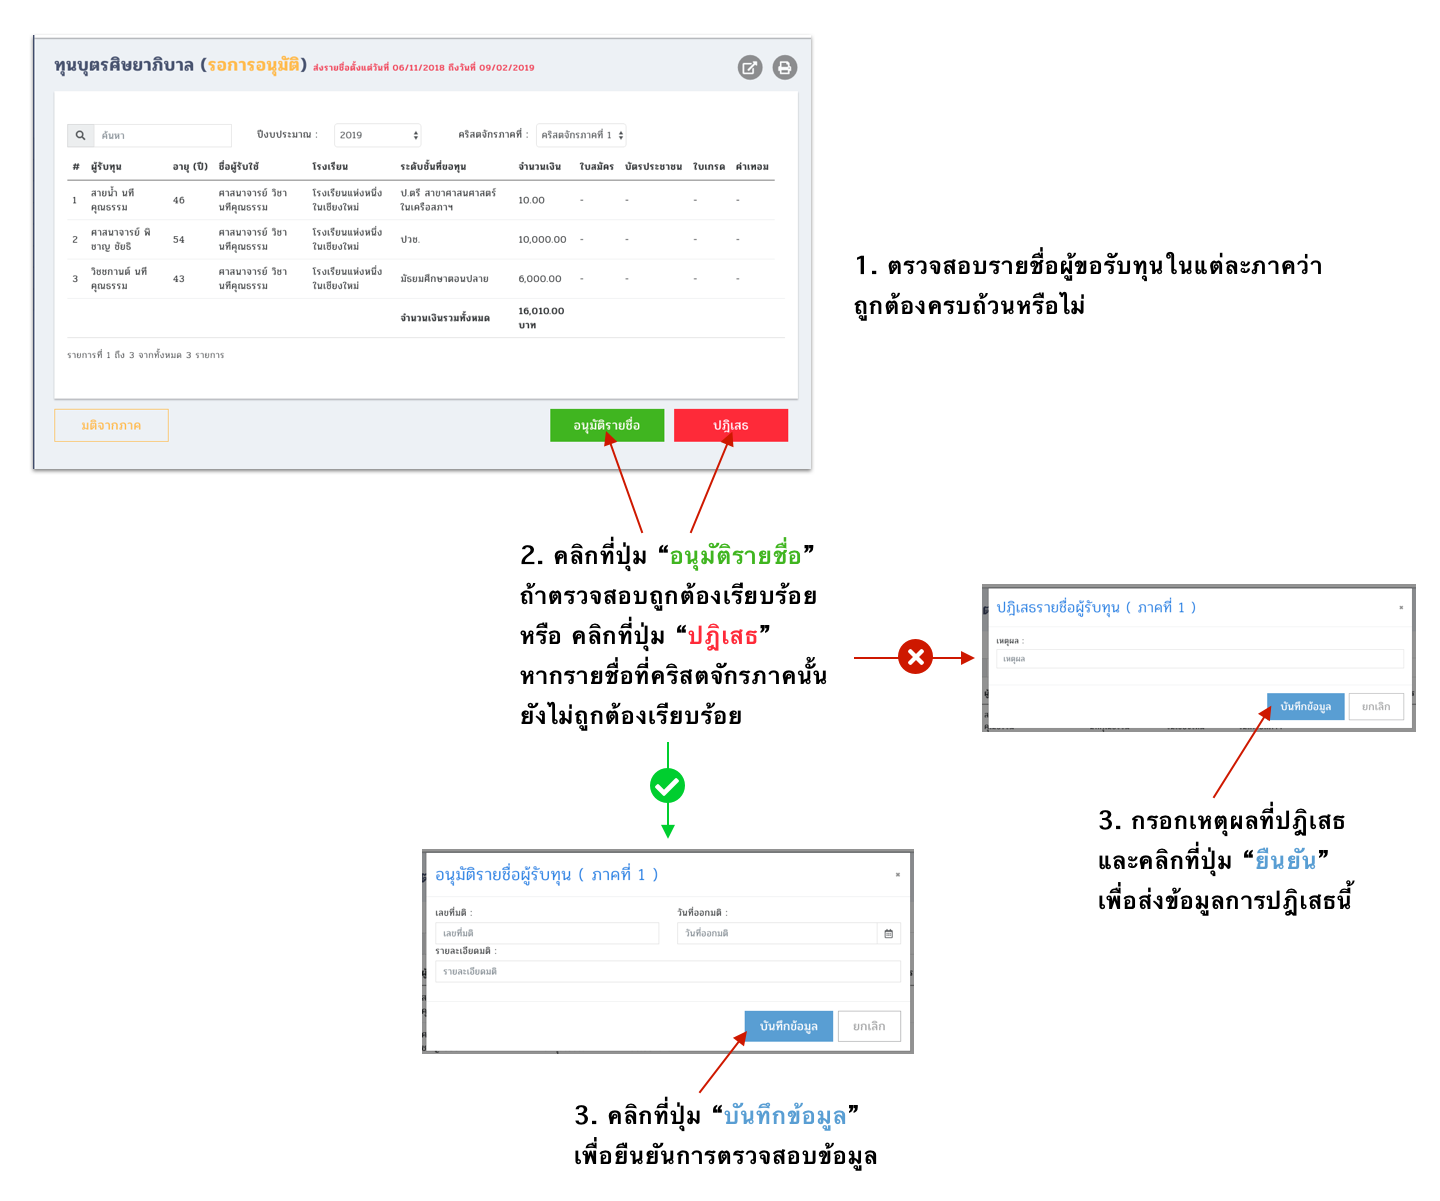 ทุนบุตรศิษยาภิบาล (รอการอนุมัติ) ส่งรายชื่อตั้งแต่วันที่ 06/11/2018 ถึงวันที่ 09/02/2019
ค้นหา ปีงบประมาณ : 2019 คริสตจักรภาคที่ : คริสตจักรภาคที่ 1
# ผู้รับทุน อายุ (ปี) ชื่อผู้รับใช้ โรงเรียน ระดับชั้นที่ขอทุน จำนวนเงิน ใบสมัคร บัตรประชาชน ใบเกรด ค่าเทอม
สายน้ำ นที ศาสนาจารย์ วิชา โรงเรียนแห่งหนึ่ง ป.ตรี สาขาศาสนศาสตร์
1 46 10.00 - - - -
คุณธรรม นทีคุณธรรม ในเชียงใหม่ ในเครือสภาฯ
ศาสนาจารย์ พิ ศาสนาจารย์ วิชา โรงเรียนแห่งหนึ่ง
2 54 ปวช. 10,000.00 - - - -
ชาญ ชัยธิ นทีคุณธรรม ในเชียงใหม่
วิชชกานต์ นที ศาสนาจารย์ วิชา โรงเรียนแห่งหนึ่ง
3 43 มัธยมศึกษาตอนปลาย 6,000.00 - - - -
คุณธรรม นทีคุณธรรม ในเชียงใหม่
จำนวนเงินรวมทั้งหมด 16,010.00
บาท
รายการที่ 1 ถึง 3 จากทั้งหมด 3 รายการ
มติจากภาค อนุมัติรายชื่อ ปฎิเสธ
1. ตรวจสอบรายชื่อผู้ขอรับทุนในแต่ละภาคว่า
ถูกต้องครบถ้วนหรือไม่
2. คลิกที่ปุ่ม “อนุมัติรายชื่อ”
ถ้าตรวจสอบถูกต้องเรียบร้อย
หรือ คลิกที่ปุ่ม “ปฎิเสธ”
หากรายชื่อที่คริสตจักรภาคนั้น
ยังไม่ถูกต้องเรียบร้อย
ปฎิเสธรายชื่อผู้รับทุน ( ภาคที่ 1 )
เหตุผล :
เหตุผล
บันทึกข้อมูล ยกเลิก
3. กรอกเหตุผลที่ปฎิเสธ
และคลิกที่ปุ่ม “ยืนยัน”
เพื่อส่งข้อมูลการปฎิเสธนี้
อนุมัติรายชื่อผู้รับทุน ( ภาคที่ 1 )
เลขที่มติ : วันที่ออกมติ :
เลขที่มติ วันที่ออกมติ
รายละเอียดมติ :
รายละเอียดมติ
บันทึกข้อมูล ยกเลิก
3. คลิกที่ปุ่ม “บันทึกข้อมูล”
เพื่อยืนยันการตรวจสอบข้อมูล